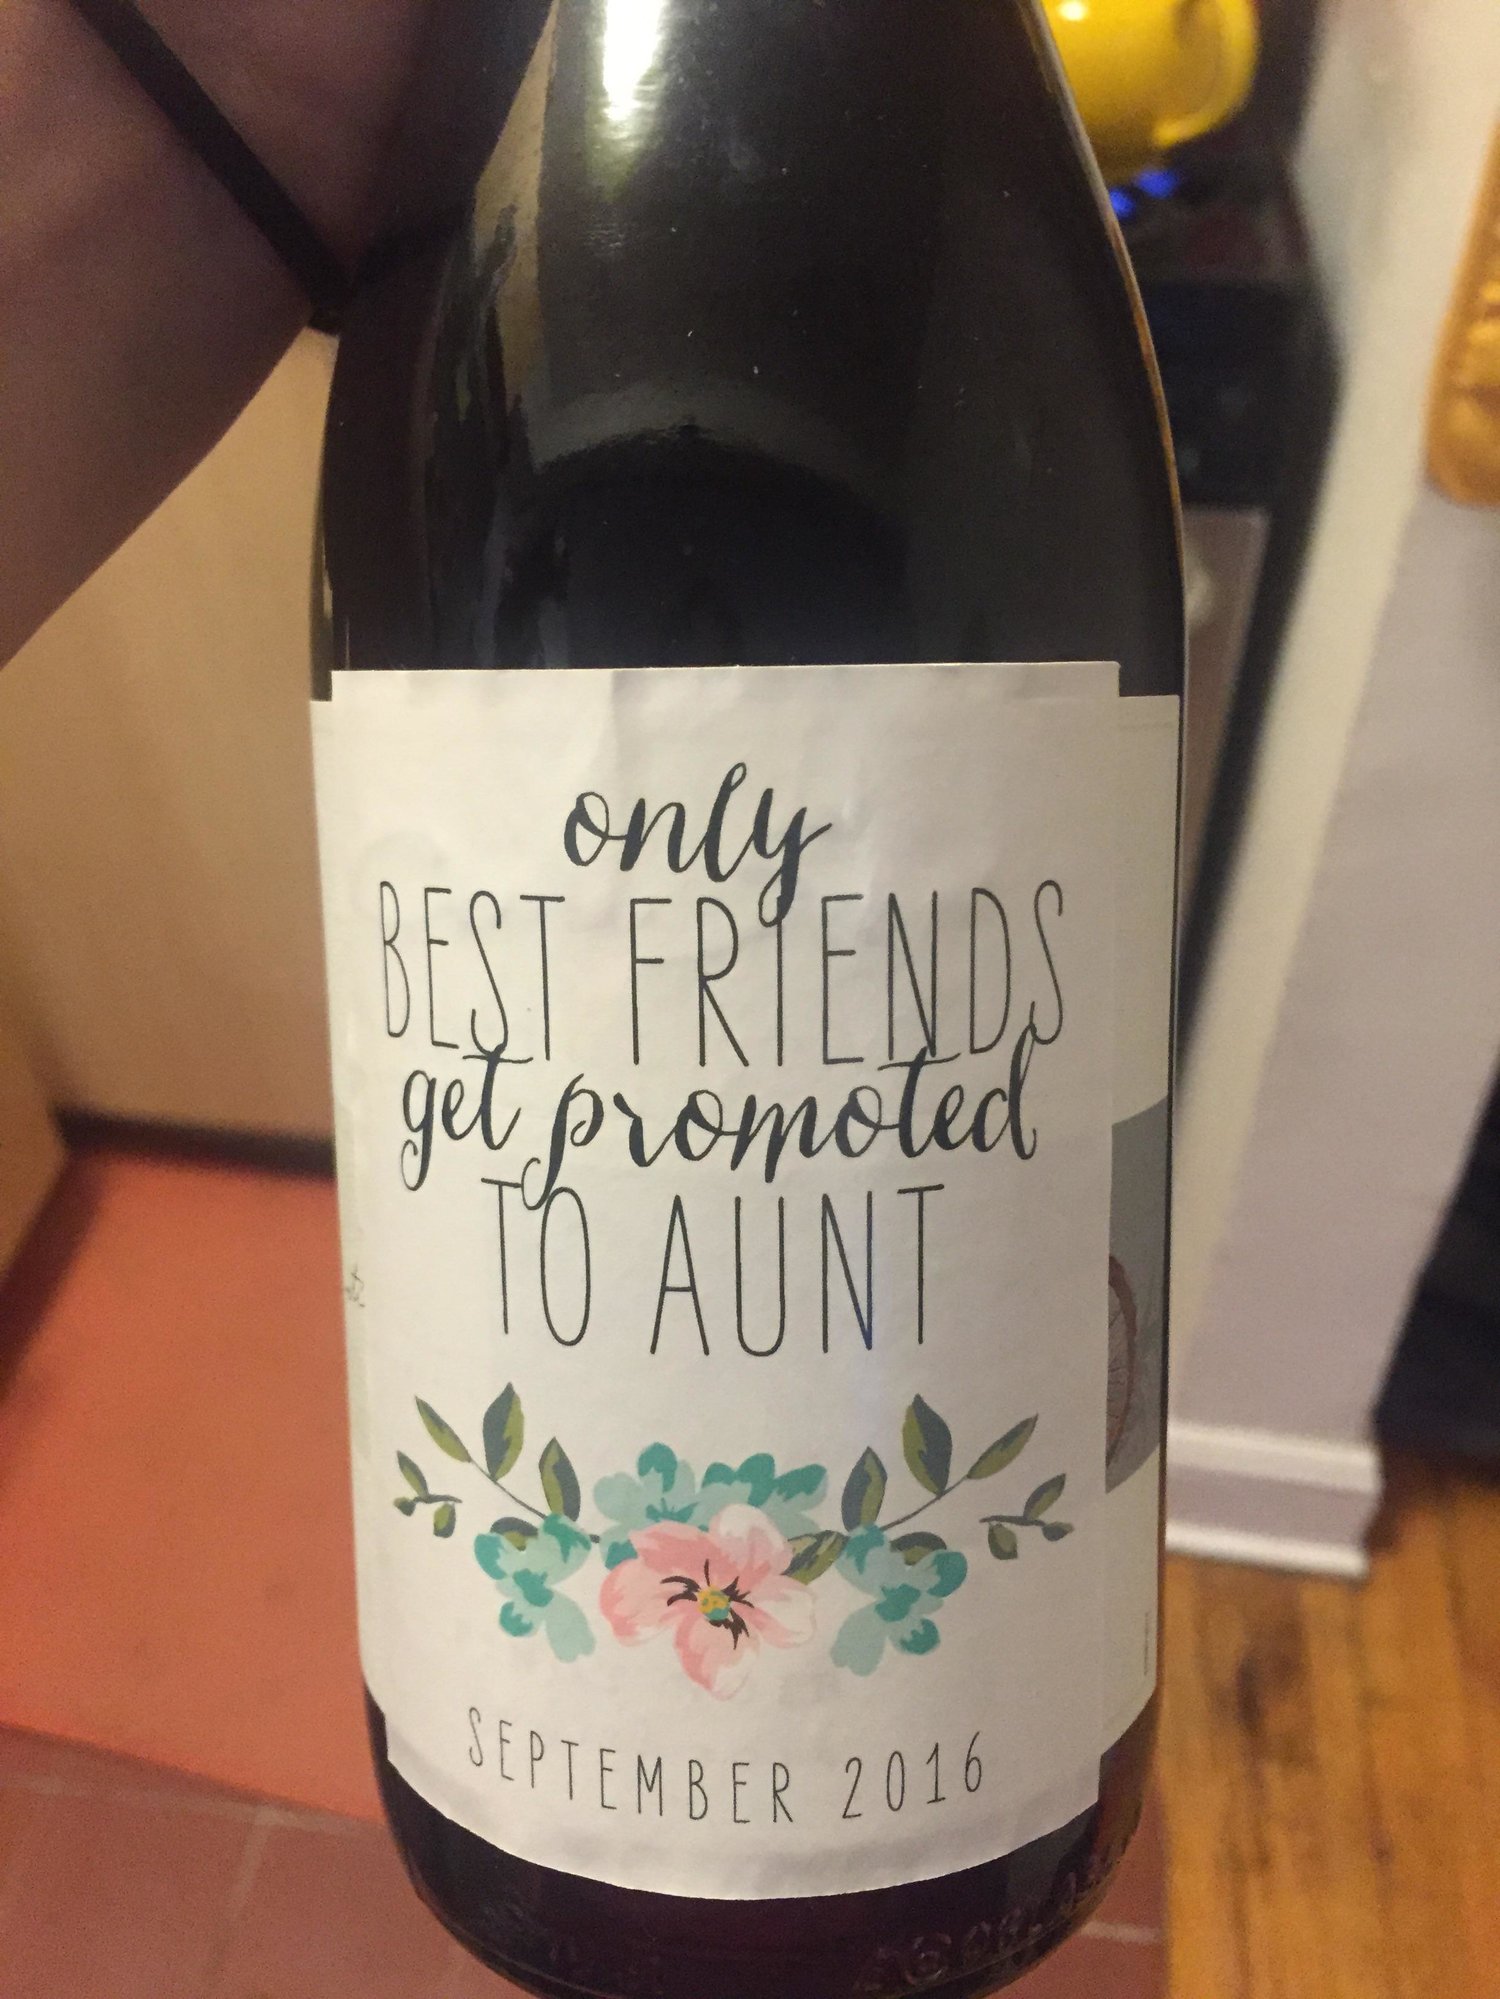 only
BEST FRIENDS
get promoted
TO AUNT
SEPTEMBER 2016